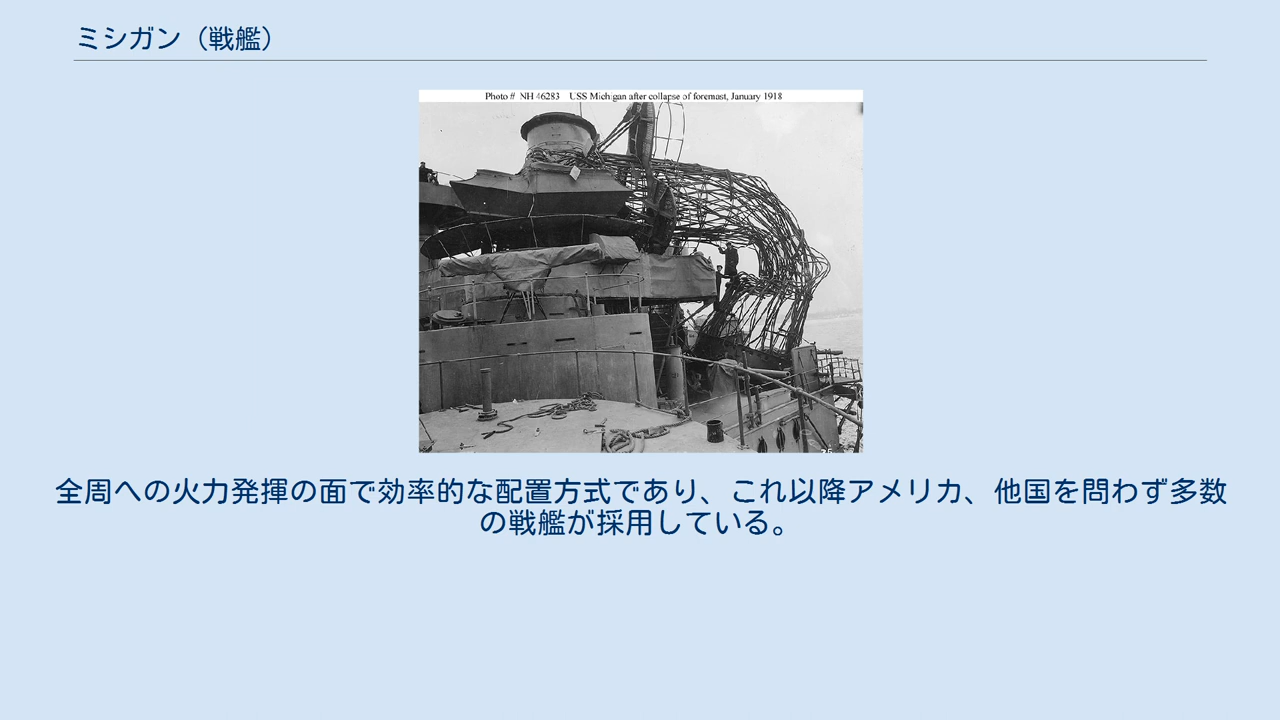 ミシガン（戦艦）
Photo # NH 46283 USS Michigan after collapse of foremast, January 1918
全周への火力発揮の面で効率的な配置方式であり、これ以降アメリカ、他国を問わず多数
の戦艦が採用している。